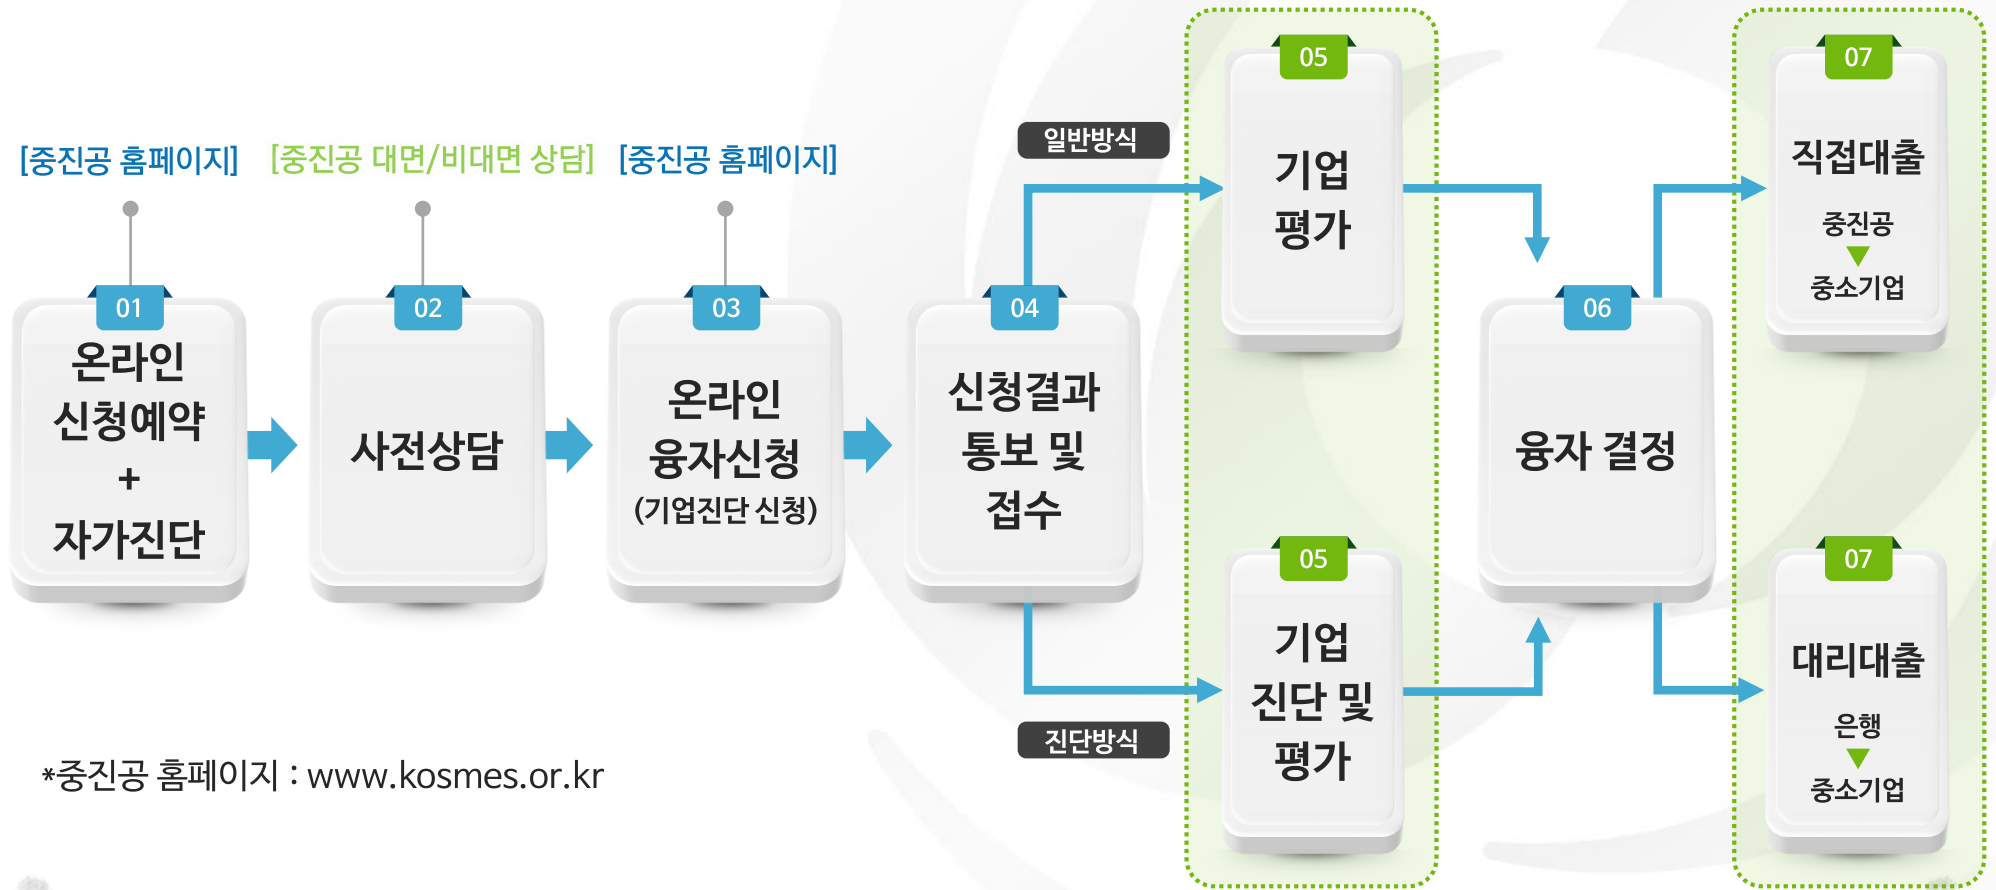 [중진공 홈페이지]
[중진공 대면/비대면 상담]
[중진공 홈페이지]
01
온라인
신청예약
+
자가진단
02
사전상담
03
온라인
융자신청
(기업진단 신청)
04
신청결과
통보 및
접수
일반방식
05
기업
평가
진단방식
05
기업
진단 및
평가
06
융자 결정
07
직접대출
중진공
중소기업
07
대리대출
은행
중소기업
*중진공 홈페이지 : www.kosmes.or.kr